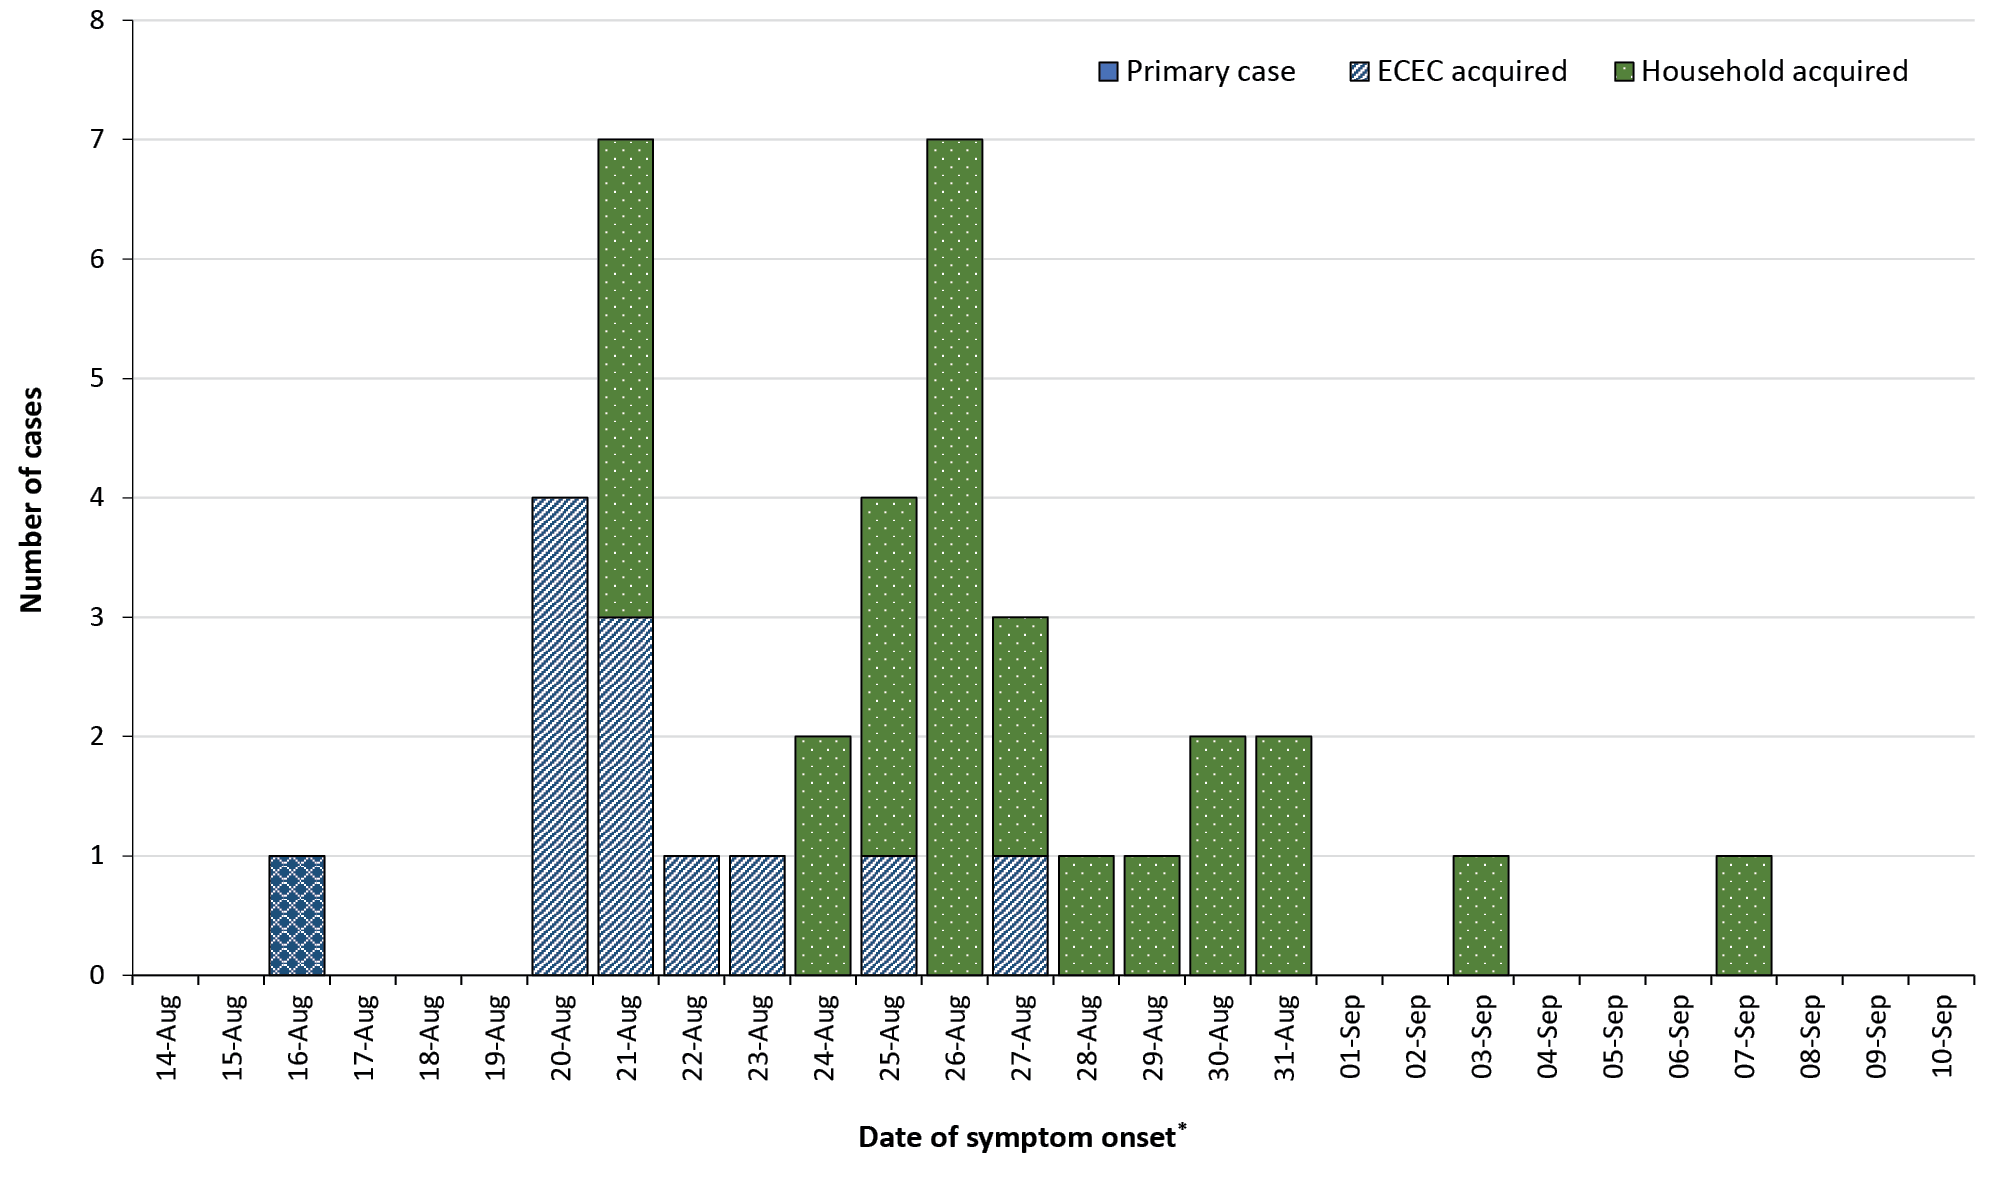 8
Primary case ECEC acquired Household acquired
7
6
5
4
3
2
1
0
Number of cases
14-Aug 15-Aug 16-Aug 17-Aug 18-Aug 19-Aug 20-Aug 21-Aug 22-Aug 23-Aug 24-Aug 25-Aug 26-Aug 27-Aug 28-Aug 29-Aug 30-Aug 31-Aug 01-Sep 02-Sep 03-Sep 04-Sep 05-Sep 06-Sep 07-Sep 08-Sep 09-Sep 10-Sep
Date of symptom onset*